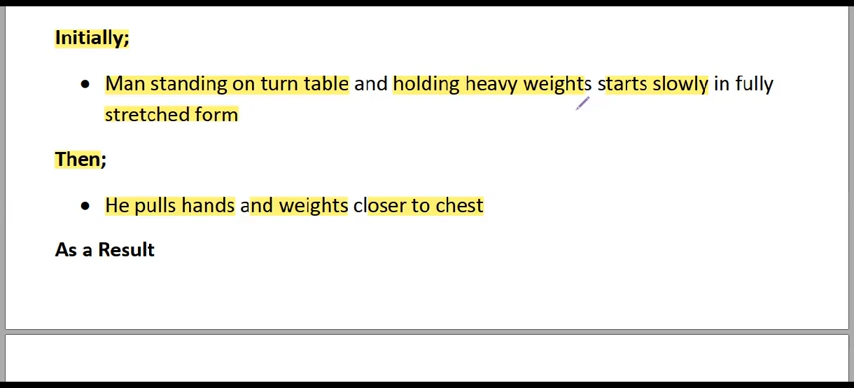 Initially;
• Man standing on turn table and holding heavy weights starts slowly in fully
stretched form
Then;
• He pulls hands and weights closer to chest
As a Result